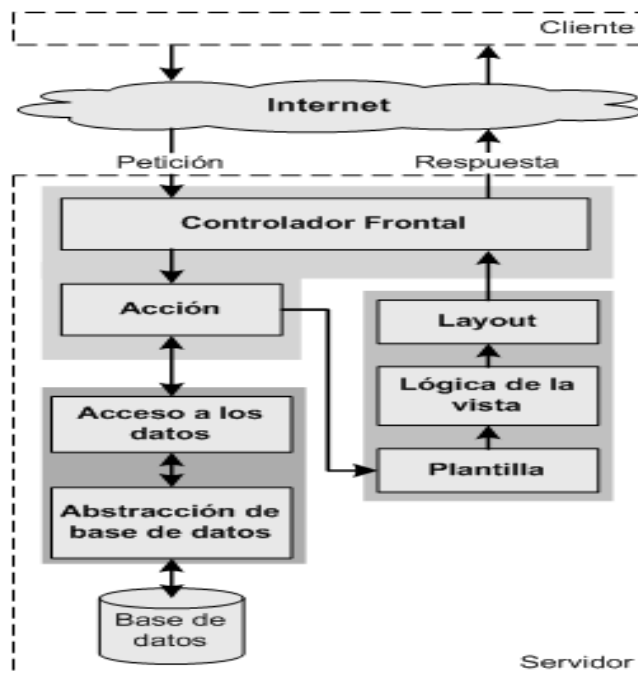 Cliente
Internet
Petición
Respuesta
Controlador Frontal
Acción
Layout
Lógica de la
vista
Plantilla
Acceso a los
datos
Abstracción de
base de datos
Base de
datos
Servidor